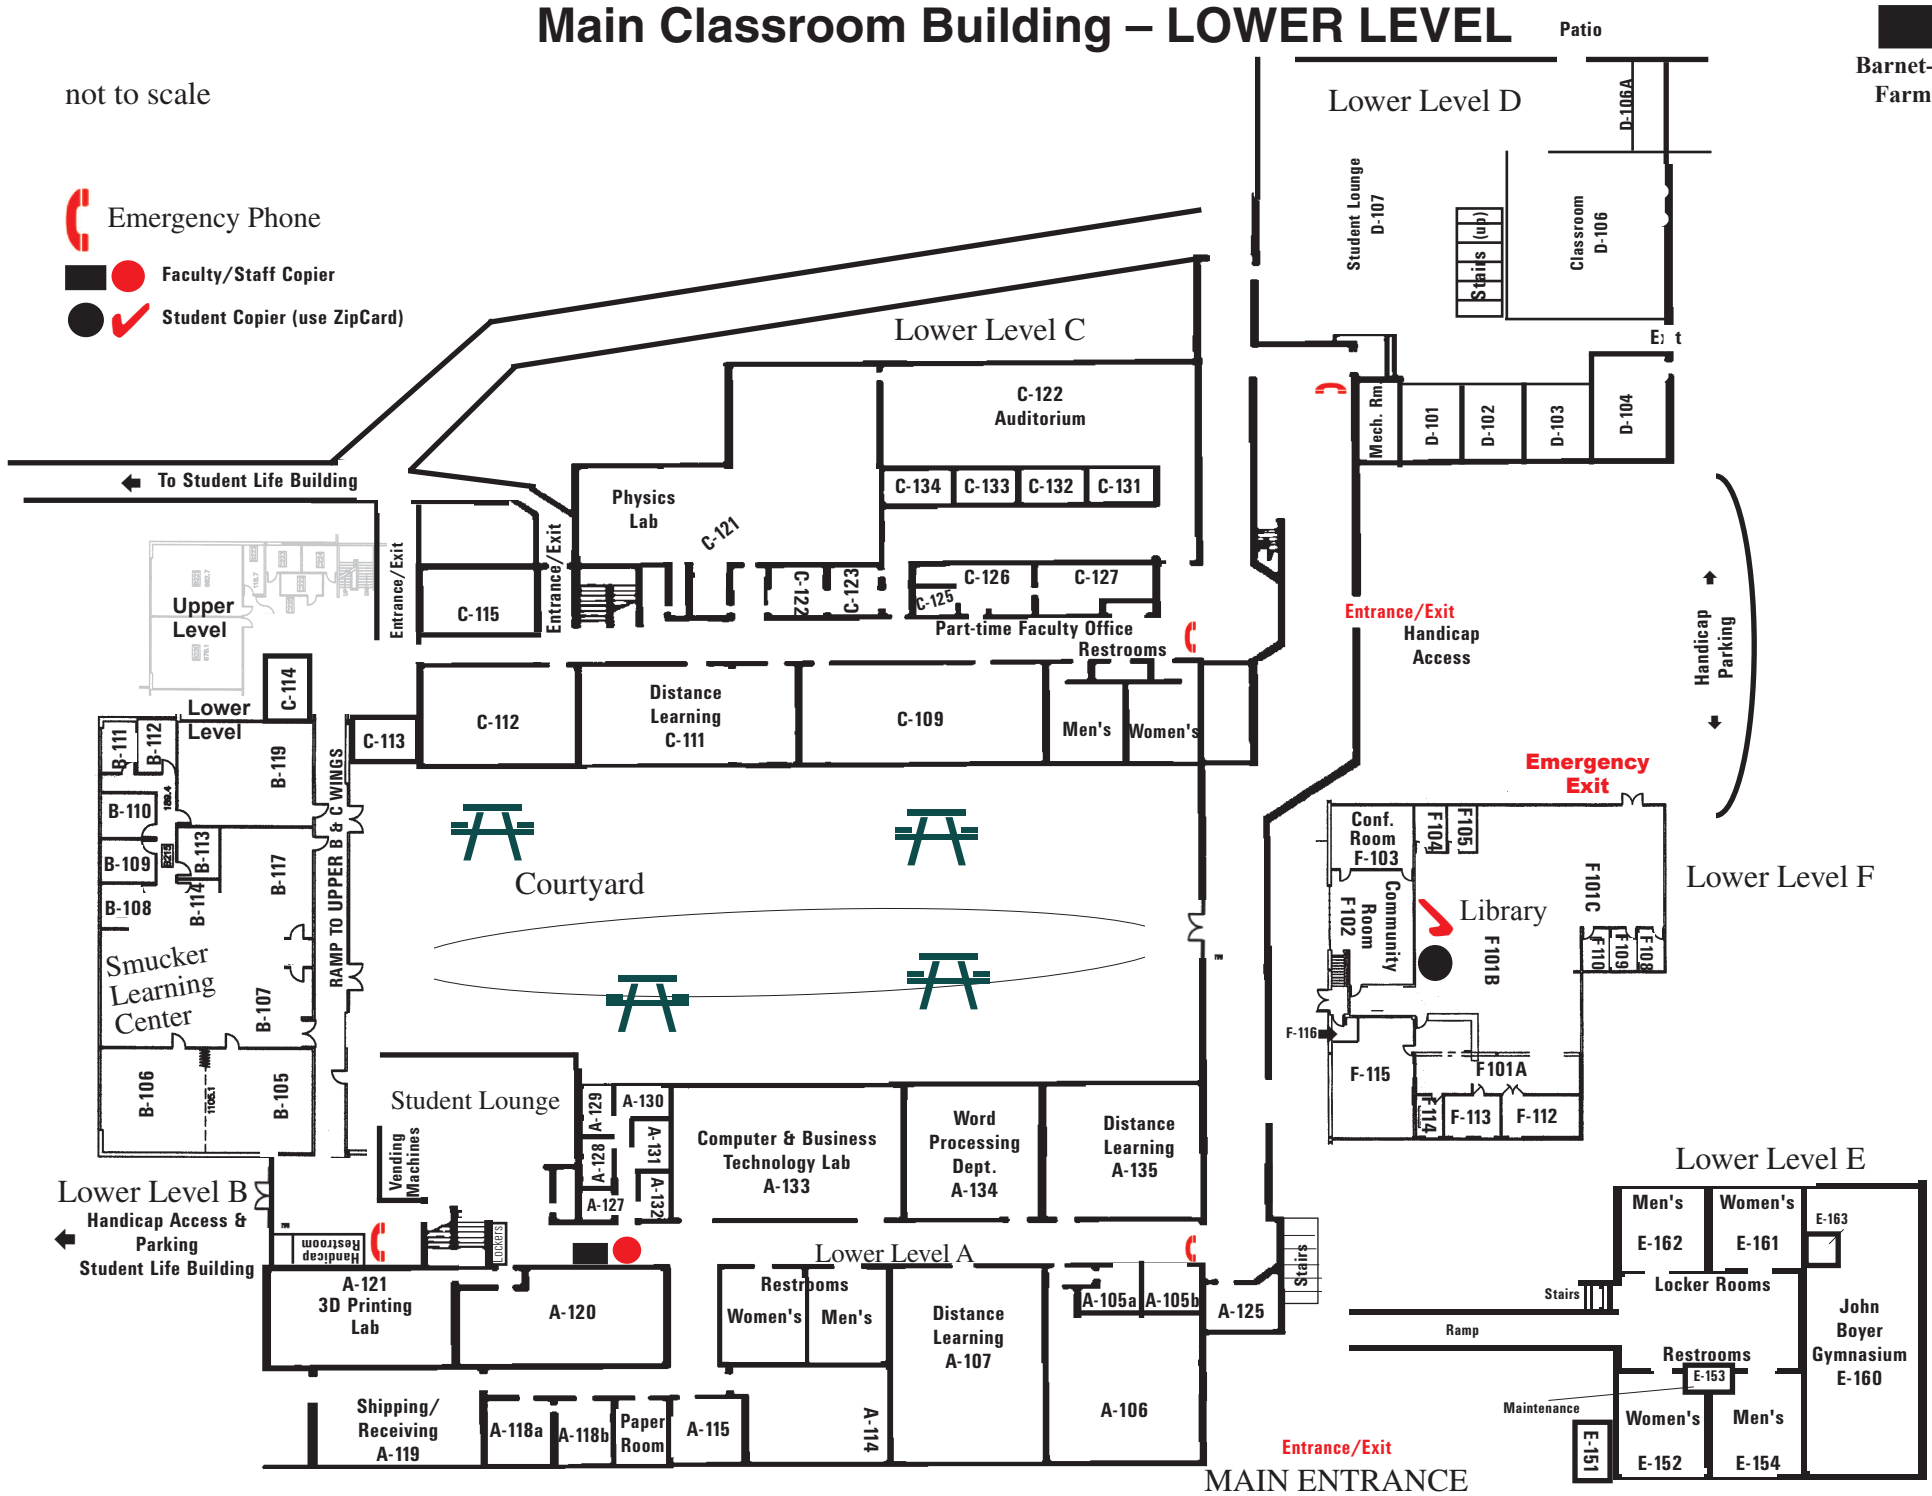 Main Classroom Building – LOWER LEVEL
Patio
Barnet-
Farm
not to scale
Emergency Phone
Faculty/Staff Copier
Student Copier (use ZipCard)
Lower Level D
D-106A
Student Lounge
D-107
Stairs (up)
Classroom
D-106
Mech. Rm.
D-101
D-102
D-103
D-104
Lower Level C
C-122
Auditorium
C-134
C-133
C-132
C-131
Physics
Lab
C-121
To Student Life Building
Entrance/Exit
Entrance/Exit
C-115
C-122
C-123
C-125
C-126
C-127
Part-time Faculty Office
Restrooms
Upper
Level
Lower
Level
C-114
C-113
C-112
Distance
Learning
C-111
C-109
Men's
Women's
Entrance/Exit
Handicap
Access
Handicap
Parking
Emergency
Exit
B-111
B-112
B-119
B-110
189.4
B-109
B215
B-113
B-108
B-114
B-117
RAMP TO UPPER B & C WINGS
Smucker
Learning
Center
B-107
B-106
B-105
Courtyard
Conf.
Room
F-103
F104
F105
Community
Room
F102
Library
F101C
F101B
F110
F109
F108
F-116
F-115
F101A
F114
F-113
F-112
Lower Level F
Student Lounge
Vending
Machines
Lockers
A-129
A-130
A-128
A-131
A-127
A-132
Computer & Business
Technology Lab
A-133
Word
Processing
Dept.
A-134
Distance
Learning
A-135
Lower Level B
Handicap Access &
Parking
Student Life Building
Handicap
Restroom
Lower Level A
A-121
3D Printing
Lab
A-120
Restrooms
Women's
Men's
Distance
Learning
A-107
A-105a
A-105b
A-125
Stairs
A-106
Shipping/
Receiving
A-119
A-118a
A-118b
Paper
Room
A-115
A-114
Entrance/Exit
MAIN ENTRANCE
Lower Level E
Men's
E-162
Women's
E-161
E-163
Locker Rooms
Stairs
Ramp
Restrooms
E-153
Maintenance
Women's
E-152
Men's
E-154
E-151
John
Boyer
Gymnasium
E-160